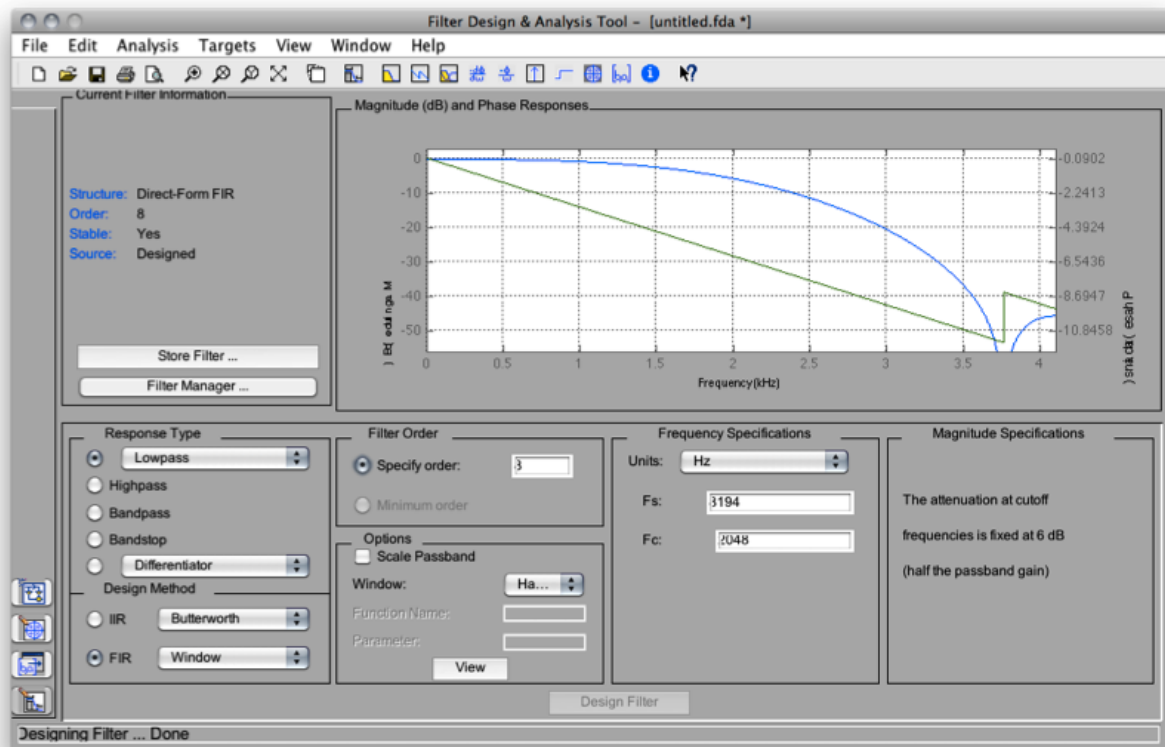 Filter Design & Analysis Tool - [untitled.fda *]
File Edit Analysis Targets View Window Help
Current Filter Information
Structure: Direct-Form FIR
Order: 8
Stable: Yes
Source: Designed
Store Filter ...
Filter Manager ...
Magnitude (dB) and Phase Responses
0
-10
-20
-30
-40
-50
-0.0902
-2.2413
-4.3924
-6.5436
-8.6947
-10.8458
0 0.5 1 1.5 2 2.5 3 3.5 4
Frequency(kHz)
Response Type
Lowpass
Highpass
Bandpass
Bandstop
Differentiator
Design Method
IIR Butterworth
FIR Window
Filter Order
Specify order:
Minimum order
Options
Scale Passband
Window: Ha...
Function Name:
Parameter:
View
Frequency Specifications
Units: Hz
Fs: 8194
Fc: 2048
Magnitude Specifications
The attenuation at cutoff
frequencies is fixed at 6 dB
(half the passband gain)
Design Filter
Designing Filter ... Done